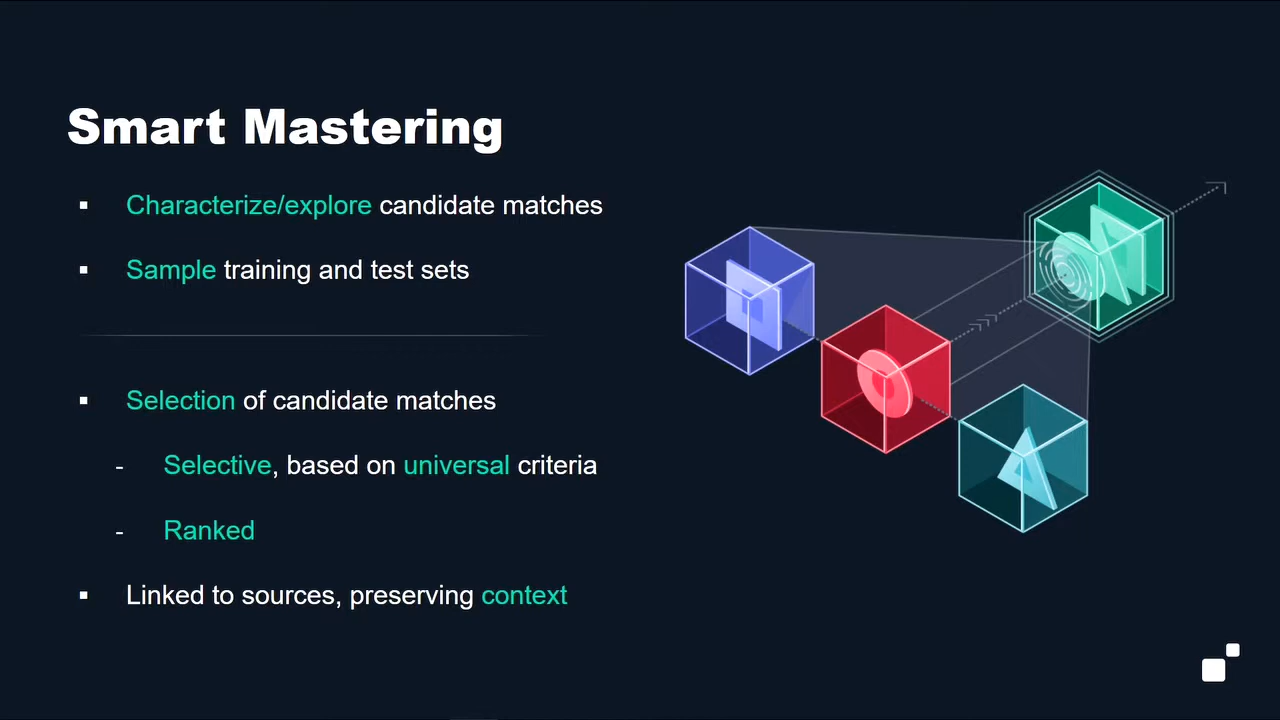 Smart Mastering
▪ Characterize/explore candidate matches
▪ Sample training and test sets
▪ Selection of candidate matches
- Selective, based on universal criteria
- Ranked
▪ Linked to sources, preserving context